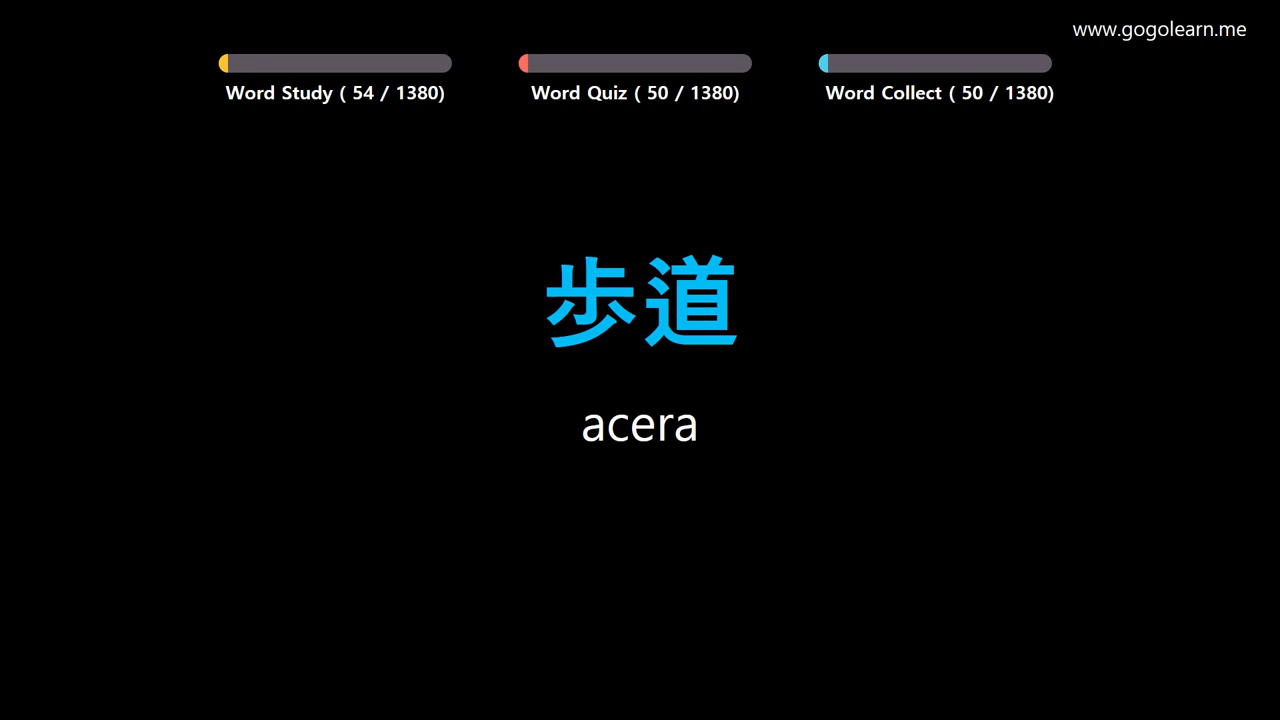 www.gogolearn.me
Word Study ( 54 / 1380)
Word Quiz ( 50 / 1380)
Word Collect ( 50 / 1380)
歩道
acera